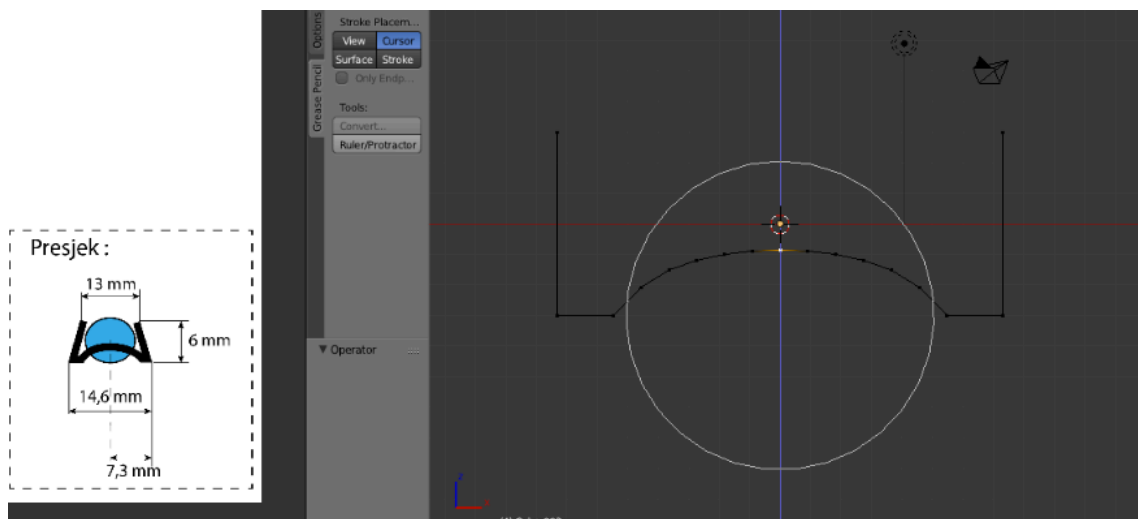 Presjek :
13 mm
6 mm
14,6 mm
7,3 mm
Options
Grease Pencil
Stroke Placem...
View Cursor
Surface Stroke
Only Endp...
Tools:
Convert...
Ruler/Protractor
Operator
z